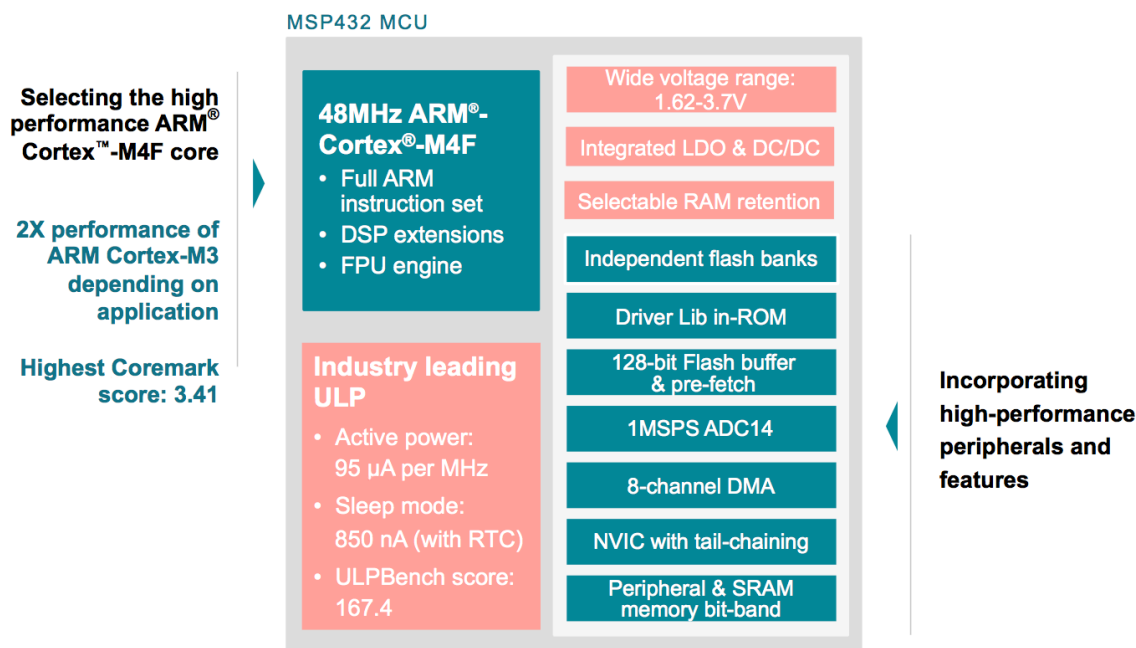 MSP432 MCU
Selecting the high
performance ARM®
Cortex™-M4F core
2X performance of
ARM Cortex-M3
depending on
application
Highest Coremark
score: 3.41
48MHz ARM®-
Cortex®-M4F
• Full ARM
instruction set
• DSP extensions
• FPU engine
Industry leading
ULP
• Active power:
95 µA per MHz
• Sleep mode:
850 nA (with RTC)
• ULPBench score:
167.4
Wide voltage range:
1.62-3.7V
Integrated LDO & DC/DC
Selectable RAM retention
Independent flash banks
Driver Lib in-ROM
128-bit Flash buffer
& pre-fetch
1MSPS ADC14
8-channel DMA
NVIC with tail-chaining
Peripheral & SRAM
memory bit-band
Incorporating
high-performance
peripherals and
features